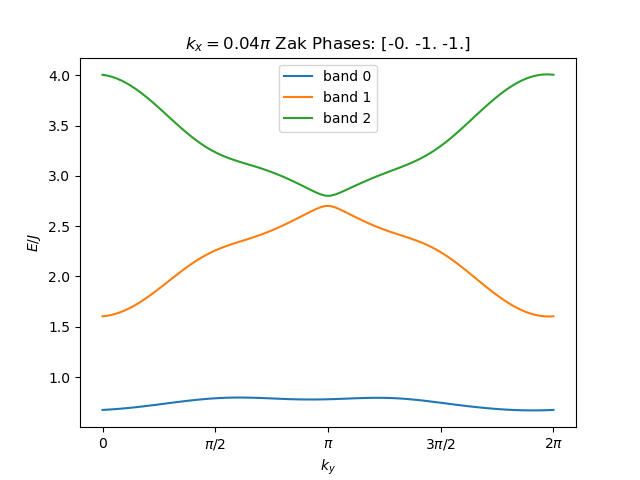 k_x = 0.04π Zak Phases: [-0. -1. -1.]
band 0
band 1
band 2
4.0
3.5
3.0
2.5
2.0
1.5
1.0
E/J
0 π/2 π 3π/2 2π
k_y